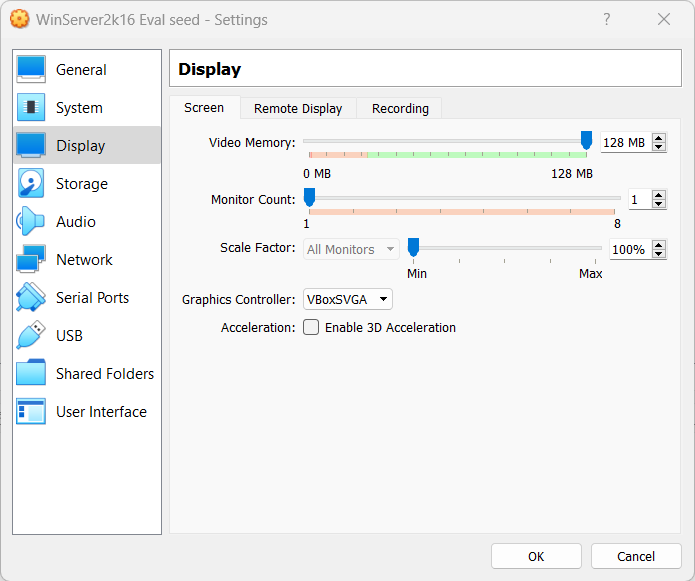 WinServer2k16 Eval seed - Settings ?
General
System
Display
Storage
Audio
Network
Serial Ports
USB
Shared Folders
User Interface
Display
Screen Remote Display Recording
Video Memory: 128 MB
0 MB 128 MB
Monitor Count: 1
1 8
Scale Factor: All Monitors 100%
Min Max
Graphics Controller: VBoxSVGA
Acceleration: Enable 3D Acceleration
OK Cancel